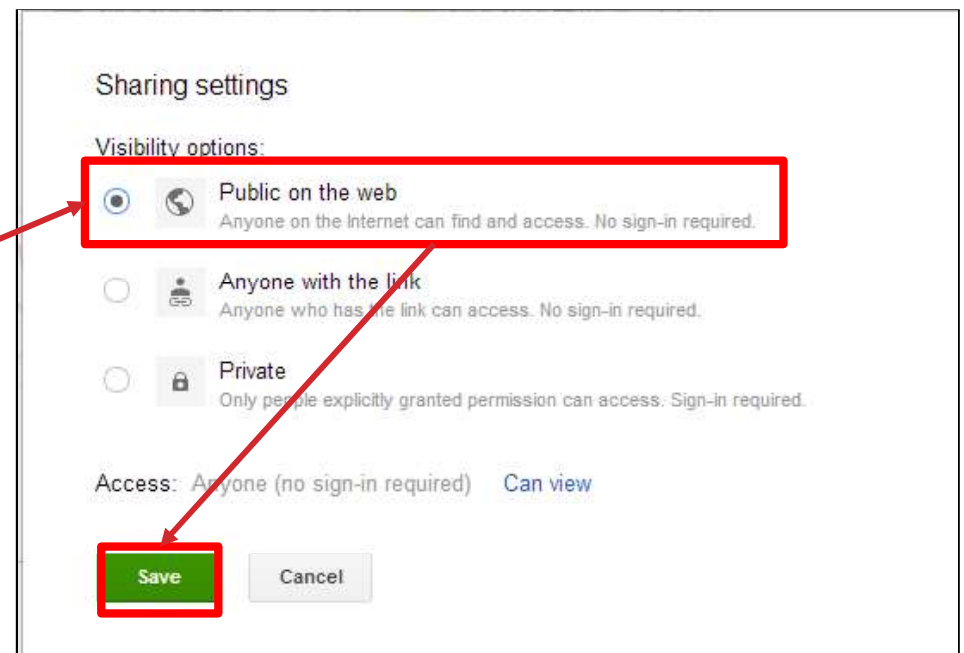 Sharing settings
Visibility options:
Public on the web
Anyone on the Internet can find and access. No sign-in required.
Anyone with the link
Anyone who has the link can access. No sign-in required.
Private
Only people explicitly granted permission can access. Sign-in required.
Access: Anyone (no sign-in required) Can view
Save Cancel